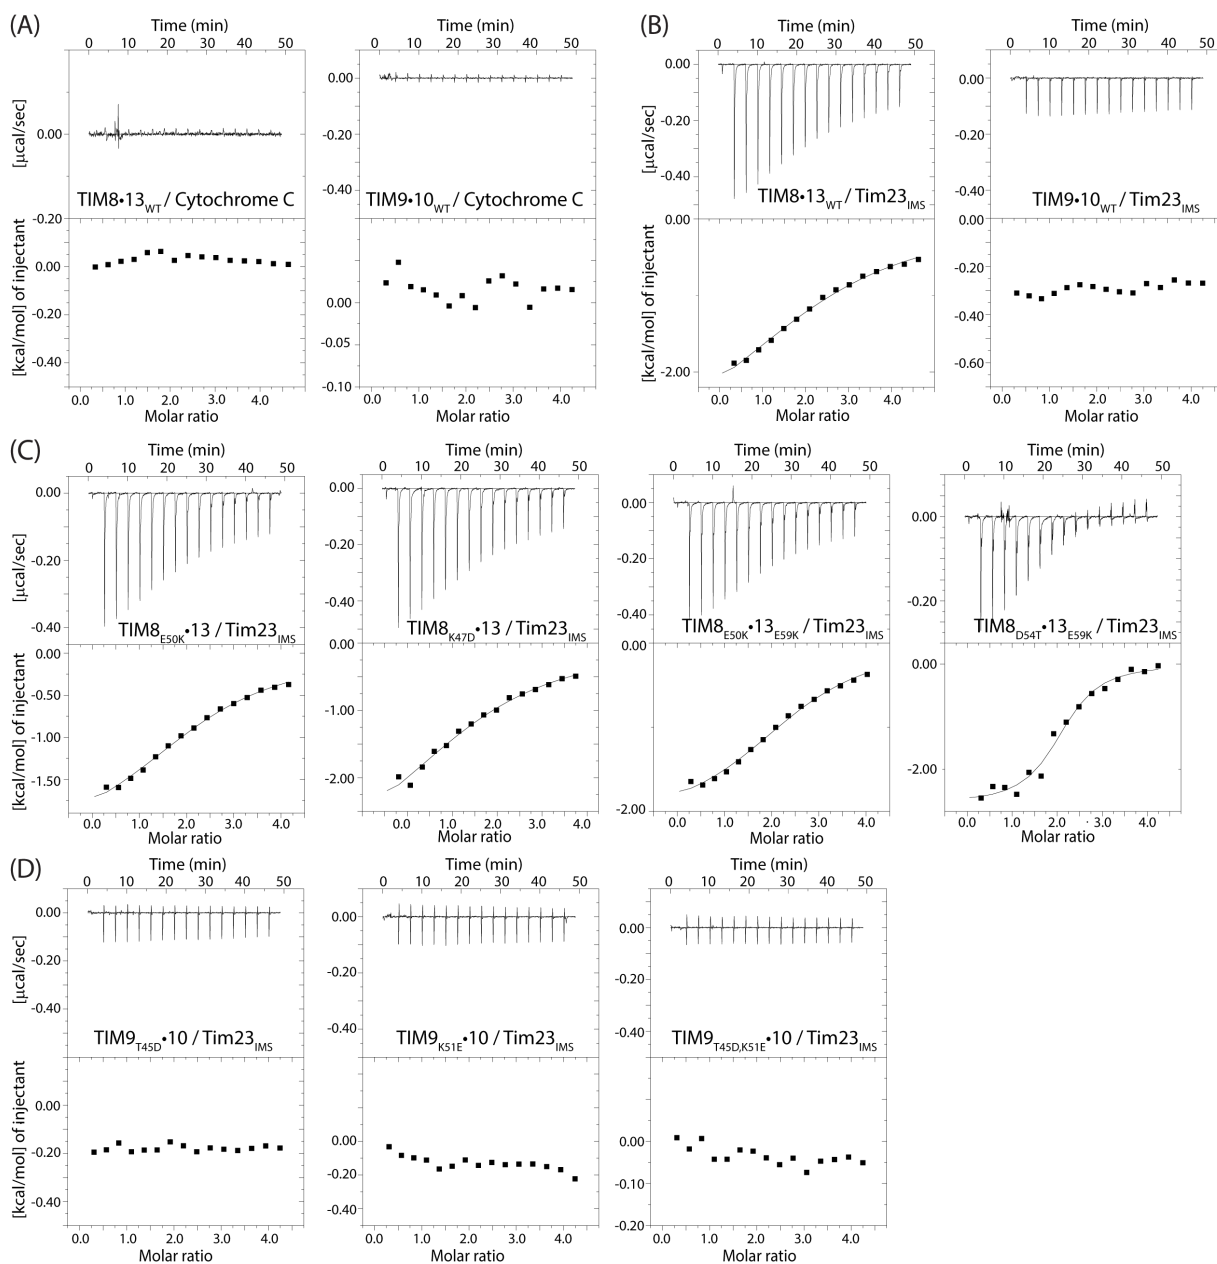 (A)
Time (min)
0 10 20 30 40 50
Time (min)
0 10 20 30 40 50
(B)
Time (min)
0 10 20 30 40 50
Time (min)
0 10 20 30 40 50
[μcal/sec]
0.00
TIM8•13WT / Cytochrome C
0.00
-0.20
-0.40
TIM9•10WT / Cytochrome C
[μcal/sec]
0.00
-0.20
-0.40
TIM8•13WT / Tim23IMS
0.00
-0.20
-0.40
TIM9•10WT / Tim23IMS
[kcal/mol] of injectant
-0.20
0.00
-0.20
-0.40
0.0 1.0 2.0 3.0 4.0
Molar ratio
0.00
-0.05
-0.10
0.0 1.0 2.0 3.0 4.0
Molar ratio
[kcal/mol] of injectant
0.00
-2.00
0.0 1.0 2.0 3.0 4.0
Molar ratio
0.00
-0.20
-0.40
-0.60
0.0 1.0 2.0 3.0 4.0
Molar ratio
(C)
Time (min)
0 10 20 30 40 50
Time (min)
0 10 20 30 40 50
Time (min)
0 10 20 30 40 50
Time (min)
0 10 20 30 40 50
[μcal/sec]
0.00
-0.20
-0.40
TIM8E50K•13 / Tim23IMS
0.00
-0.20
-0.40
TIM8K47D•13 / Tim23IMS
0.00
-0.20
-0.40
TIM8E50K•13E59K / Tim23IMS
0.00
-0.20
TIM8D54T•13E59K / Tim23IMS
[kcal/mol] of injectant
0.00
-0.50
-1.00
-1.50
0.0 1.0 2.0 3.0 4.0
Molar ratio
0.00
-1.00
-2.00
0.0 1.0 2.0 3.0 4.0
Molar ratio
0.00
-1.00
-2.00
0.0 1.0 2.0 3.0 4.0
Molar ratio
0.00
-2.00
0.0 1.0 2.0 3.0 4.0
Molar ratio
(D)
Time (min)
0 10 20 30 40 50
Time (min)
0 10 20 30 40 50
Time (min)
0 10 20 30 40 50
[μcal/sec]
0.00
-0.20
-0.40
TIM9T45D•10 / Tim23IMS
0.00
-0.20
-0.40
TIM9K51E•10 / Tim23IMS
0.00
-0.20
-0.40
TIM9T45D,K51E•10 / Tim23IMS
[kcal/mol] of injectant
0.00
-0.20
-0.40
0.0 1.0 2.0 3.0 4.0
Molar ratio
0.00
-0.20
-0.40
0.0 1.0 2.0 3.0 4.0
Molar ratio
0.00
-0.10
-0.20
0.0 1.0 2.0 3.0 4.0
Molar ratio